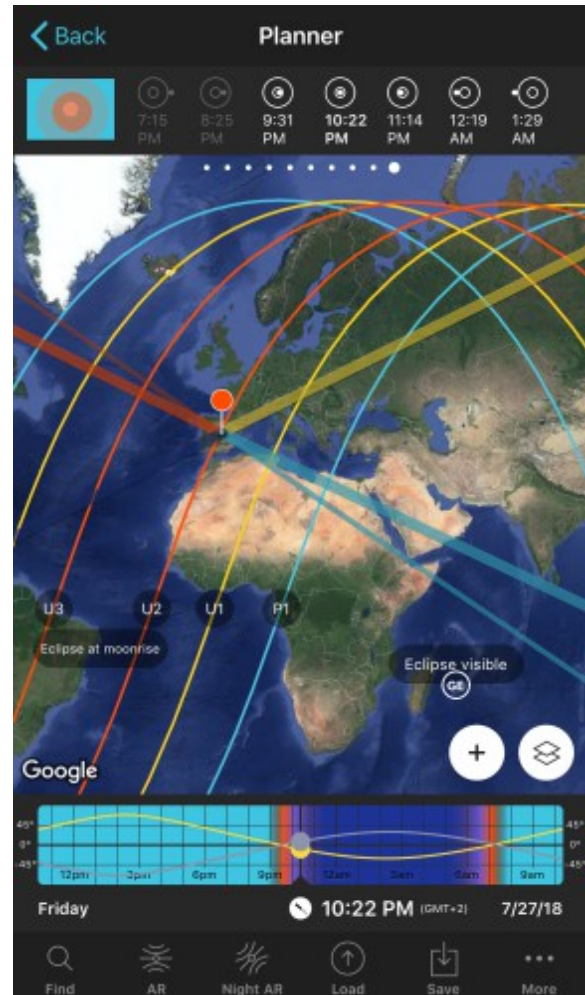 Back
Planner
7:15 PM
8:25 PM
9:31 PM
10:22 PM
11:14 PM
12:19 AM
1:29 AM
U3
U2
U1
P1
Eclipse at moonrise
Eclipse visible
GE
+
Google
45°
0°
-45°
45°
0°
-45°
12pm
3pm
6pm
9pm
12am
3am
6am
9am
Friday
10:22 PM (GMT+2)
7/27/18
Find
AR
Night AR
Load
Save
More